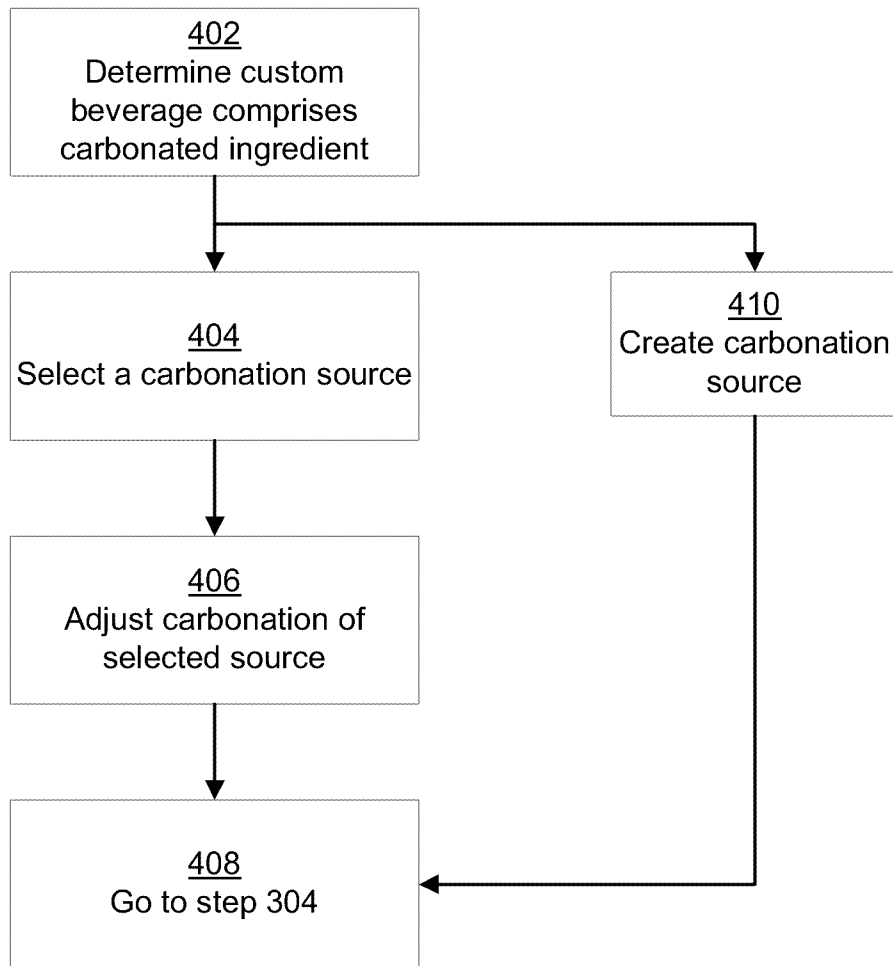 402
Determine custom
beverage comprises
carbonated ingredient
404
Select a carbonation source
410
Create carbonation
source
406
Adjust carbonation of
selected source
408
Go to step 304